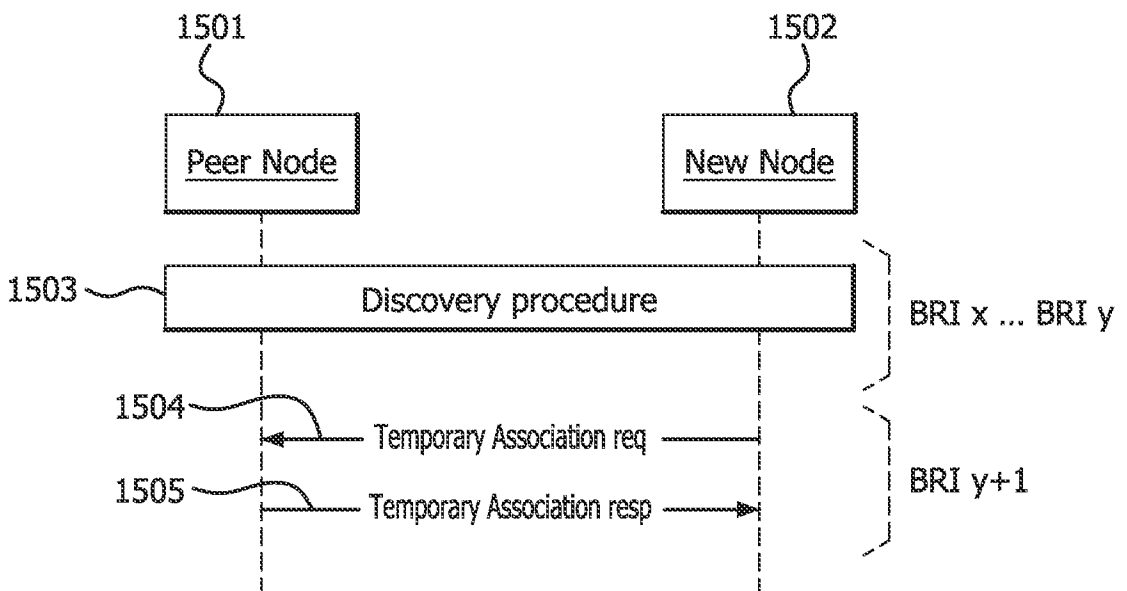 1501
1502
Peer Node
New Node
1503
Discovery procedure
BRI x ... BRI y
1504
Temporary Association req
BRI y+1
1505
Temporary Association resp